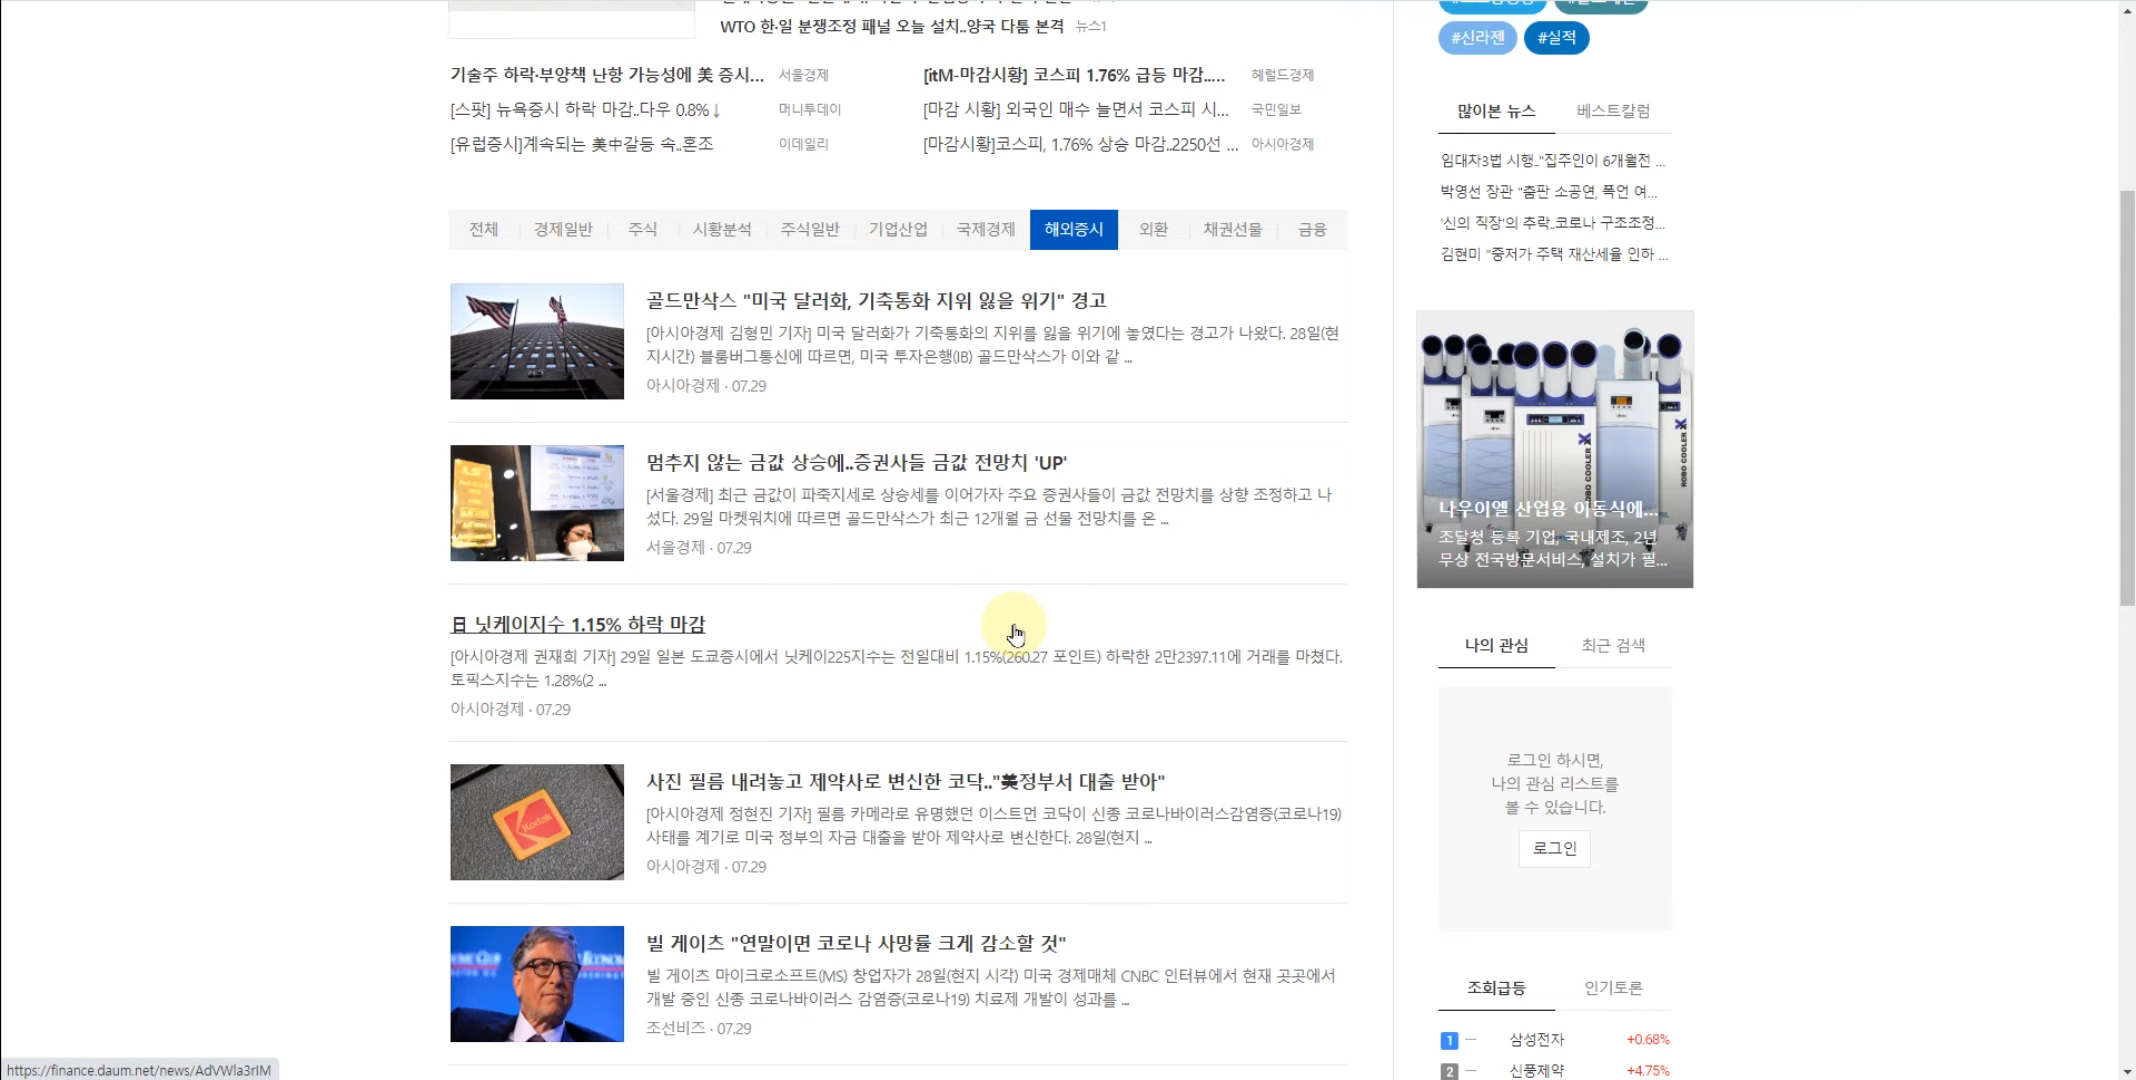 WTO 한·일 분쟁조정 패널 오늘 설치..양국 다툼 본격 뉴스1
#신라젠 #실적
기술주 하락·부양책 난항 가능성에 美 증시... 서울경제
[itM-마감시황] 코스피 1.76% 급등 마감..... 헤럴드경제
[스팟] 뉴욕증시 하락 마감..다우 0.8%↓ 머니투데이
[마감 시황] 외국인 매수 늘면서 코스피 시... 국민일보
[유럽증시]계속되는 美中갈등 속..혼조 이데일리
[마감시황]코스피, 1.76% 상승 마감..2250선 ... 아시아경제
전체 경제일반 주식 시황분석 주식일반 기업산업 국제경제 해외증시 외환 채권선물 금융
골드만삭스 "미국 달러화, 기축통화 지위 잃을 위기" 경고
[아시아경제 김형민 기자] 미국 달러화가 기축통화의 지위를 잃을 위기에 놓였다는 경고가 나왔다. 28일(현
지시간) 블룸버그통신에 따르면, 미국 투자은행(IB) 골드만삭스가 이와 같 ...
아시아경제 · 07.29
멈추지 않는 금값 상승에..증권사들 금값 전망치 'UP'
[서울경제] 최근 금값이 파죽지세로 상승세를 이어가자 주요 증권사들이 금값 전망치를 상향 조정하고 나
섰다. 29일 마켓워치에 따르면 골드만삭스가 최근 12개월 금 선물 전망치를 온 ...
서울경제 · 07.29
日 닛케이지수 1.15% 하락 마감
[아시아경제 권재희 기자] 29일 일본 도쿄증시에서 닛케이225지수는 전일대비 1.15%(260.27 포인트) 하락한 2만2397.11에 거래를 마쳤다.
토픽스지수는 1.28%(2 ...
아시아경제 · 07.29
Kodak
사진 필름 내려놓고 제약사로 변신한 코닥.."美정부서 대출 받아"
[아시아경제 정현진 기자] 필름 카메라로 유명했던 이스트먼 코닥이 신종 코로나바이러스감염증(코로나19)
사태를 계기로 미국 정부의 자금 대출을 받아 제약사로 변신한다. 28일(현지 ...
아시아경제 · 07.29
빌 게이츠 "연말이면 코로나 사망률 크게 감소할 것"
빌 게이츠 마이크로소프트(MS) 창업자가 28일(현지 시각) 미국 경제매체 CNBC 인터뷰에서 현재 곳곳에서
개발 중인 신종 코로나바이러스 감염증(코로나19) 치료제 개발이 성과를 ...
조선비즈 · 07.29
많이본 뉴스 베스트칼럼
임대차3법 시행.."집주인이 6개월전 ...
박영선 장관 "춤판 소공연, 폭언 여...
'신의 직장'의 추락..코로나 구조조정...
김현미 "중저가 주택 재산세율 인하 ...
ROBO COOLER X
나우이엘 산업용 이동식에...
조달청 등록 기업, 국내제조, 2년
무상 전국방문서비스, 설치가 필...
나의 관심 최근 검색
로그인 하시면,
나의 관심 리스트를
볼 수 있습니다.
로그인
조회급등 인기토론
1 삼성전자 +0.68%
2 신풍제약 +4.75%
https://finance.daum.net/news/AdVWla3rIM